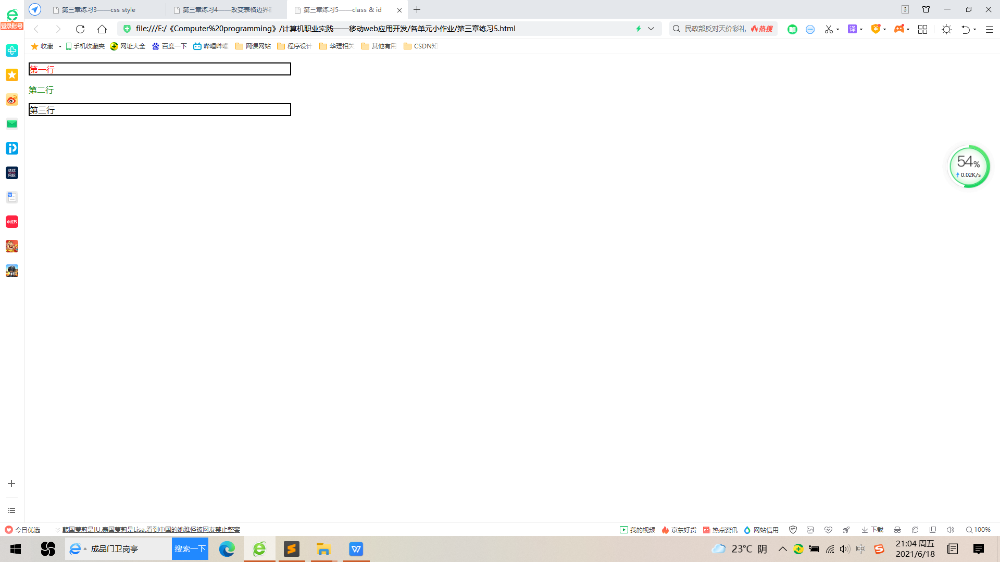 第三章练习3——css style
第三章练习4——改变表格边界
第三章练习5——class & id
3
登录账号
file:///E:/《Computer%20programming》/计算机职业实践——移动web应用开发/各单元小作业/第三章练习5.html
民政部反对天价彩礼 热搜
译
收藏 手机收藏夹 网址大全 百度一下 哔哩哔哩 网课网站 程序设计 华理相关 其他有用 CSDN知
第一行
第二行
第三行
54%
0.02K/s
环球
网校
小红书
今日优选
韩国萝莉是IU,泰国萝莉是Lisa,看到中国的她难怪被网友禁止整容
我的视频 京东好货 热点资讯 网站信用 下载 100%
成品门卫岗亭 搜索一下
23°C 阴
中
21:04 周五
2021/6/18